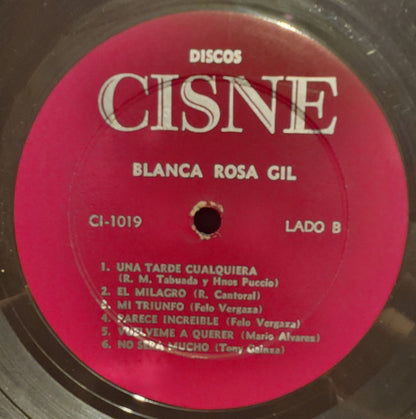 DISCOS
CISNE
BLANCA ROSA GIL
CI-1019
LADO B
1. UNA TARDE CUALQUIERA
(R. M. Tabuada y Hnos Puccio)
2. EL MILAGRO (R. Cantoral)
3. MI TRIUNFO (Felo Vergaza)
4. PARECE INCREIBLE (Felo Vergaza)
5. VUELVEME A QUERER (Mario Alvarez)
6. NO SERA MUCHO (Tony Gainza)